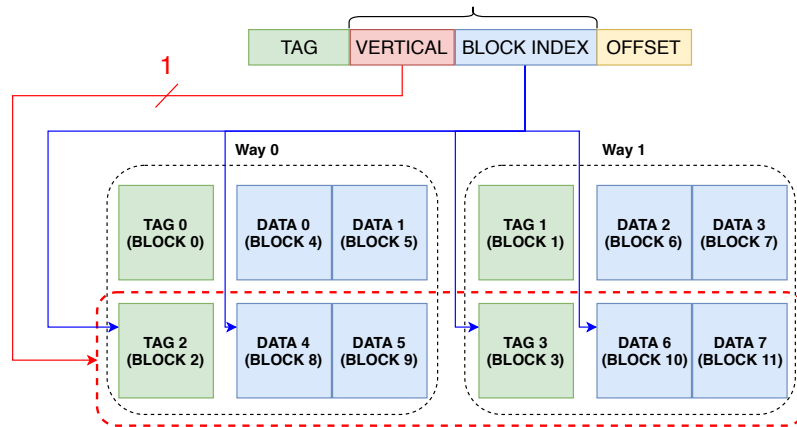 TAG VERTICAL BLOCK INDEX OFFSET
1
Way 0 Way 1
TAG 0 DATA 0 DATA 1 TAG 1 DATA 2 DATA 3
(BLOCK 0) (BLOCK 4) (BLOCK 5) (BLOCK 1) (BLOCK 6) (BLOCK 7)
TAG 2 DATA 4 DATA 5 TAG 3 DATA 6 DATA 7
(BLOCK 2) (BLOCK 8) (BLOCK 9) (BLOCK 3) (BLOCK 10) (BLOCK 11)